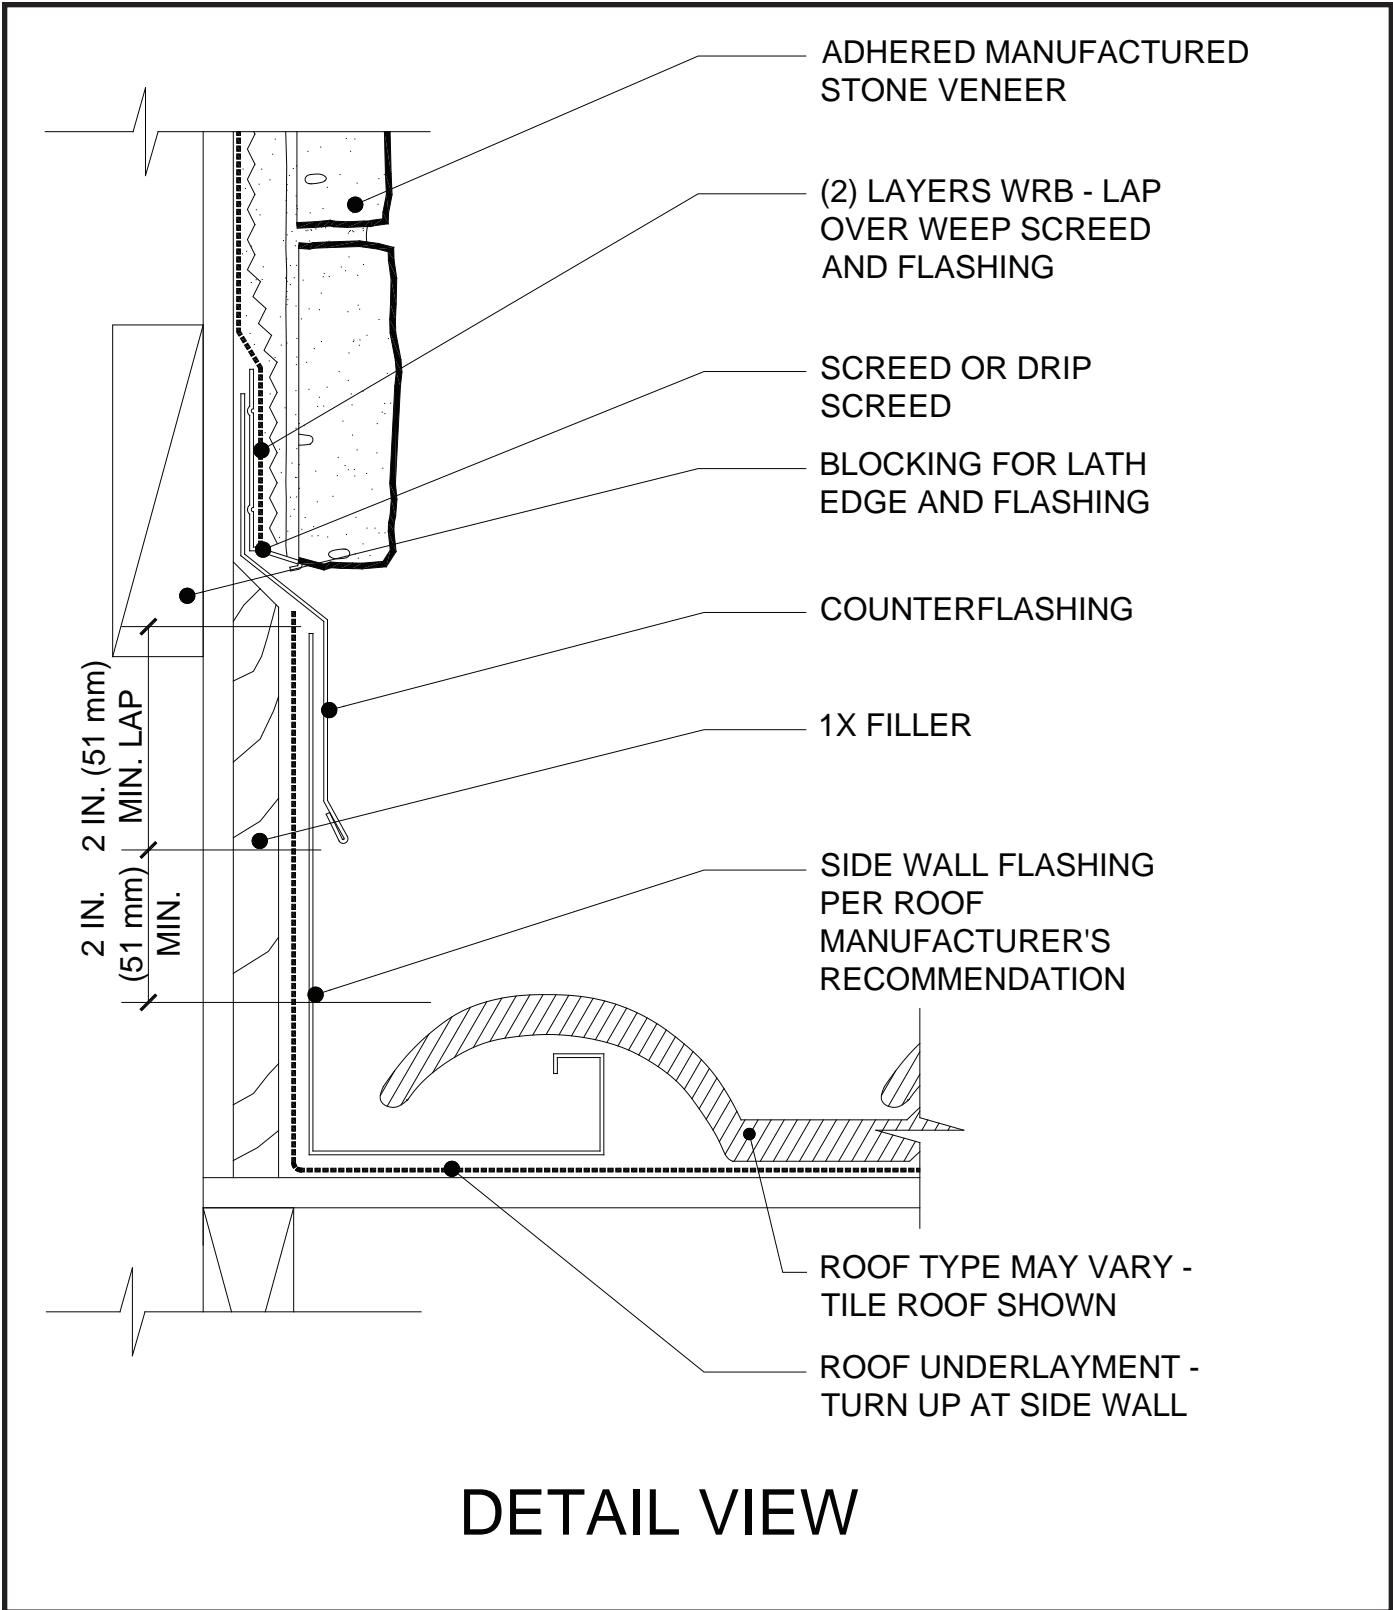 ADHERED MANUFACTURED
STONE VENEER
(2) LAYERS WRB - LAP
OVER WEEP SCREED
AND FLASHING
SCREED OR DRIP
SCREED
BLOCKING FOR LATH
EDGE AND FLASHING
COUNTERFLASHING
1X FILLER
SIDE WALL FLASHING
PER ROOF
MANUFACTURER'S
RECOMMENDATION
2 IN. (51 mm)
MIN. LAP
2 IN.
(51 mm)
MIN.
ROOF TYPE MAY VARY -
TILE ROOF SHOWN
ROOF UNDERLAYMENT -
TURN UP AT SIDE WALL
DETAIL VIEW